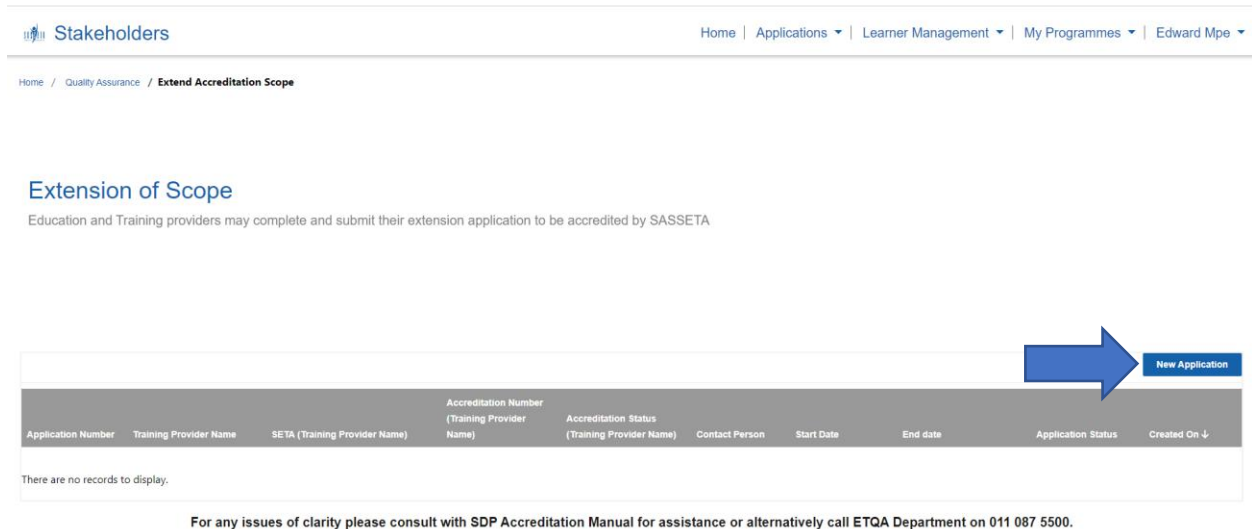 Stakeholders
Home | Applications | Learner Management | My Programmes | Edward Mpe
Home / Quality Assurance / Extend Accreditation Scope
Extension of Scope
Education and Training providers may complete and submit their extension application to be accredited by SASSETA
New Application
Application Number Training Provider Name SETA (Training Provider Name) Accreditation Number (Training Provider Name) Accreditation Status (Training Provider Name) Contact Person Start Date End date Application Status Created On ↓
There are no records to display.
For any issues of clarity please consult with SDP Accreditation Manual for assistance or alternatively call ETQA Department on 011 087 5500.